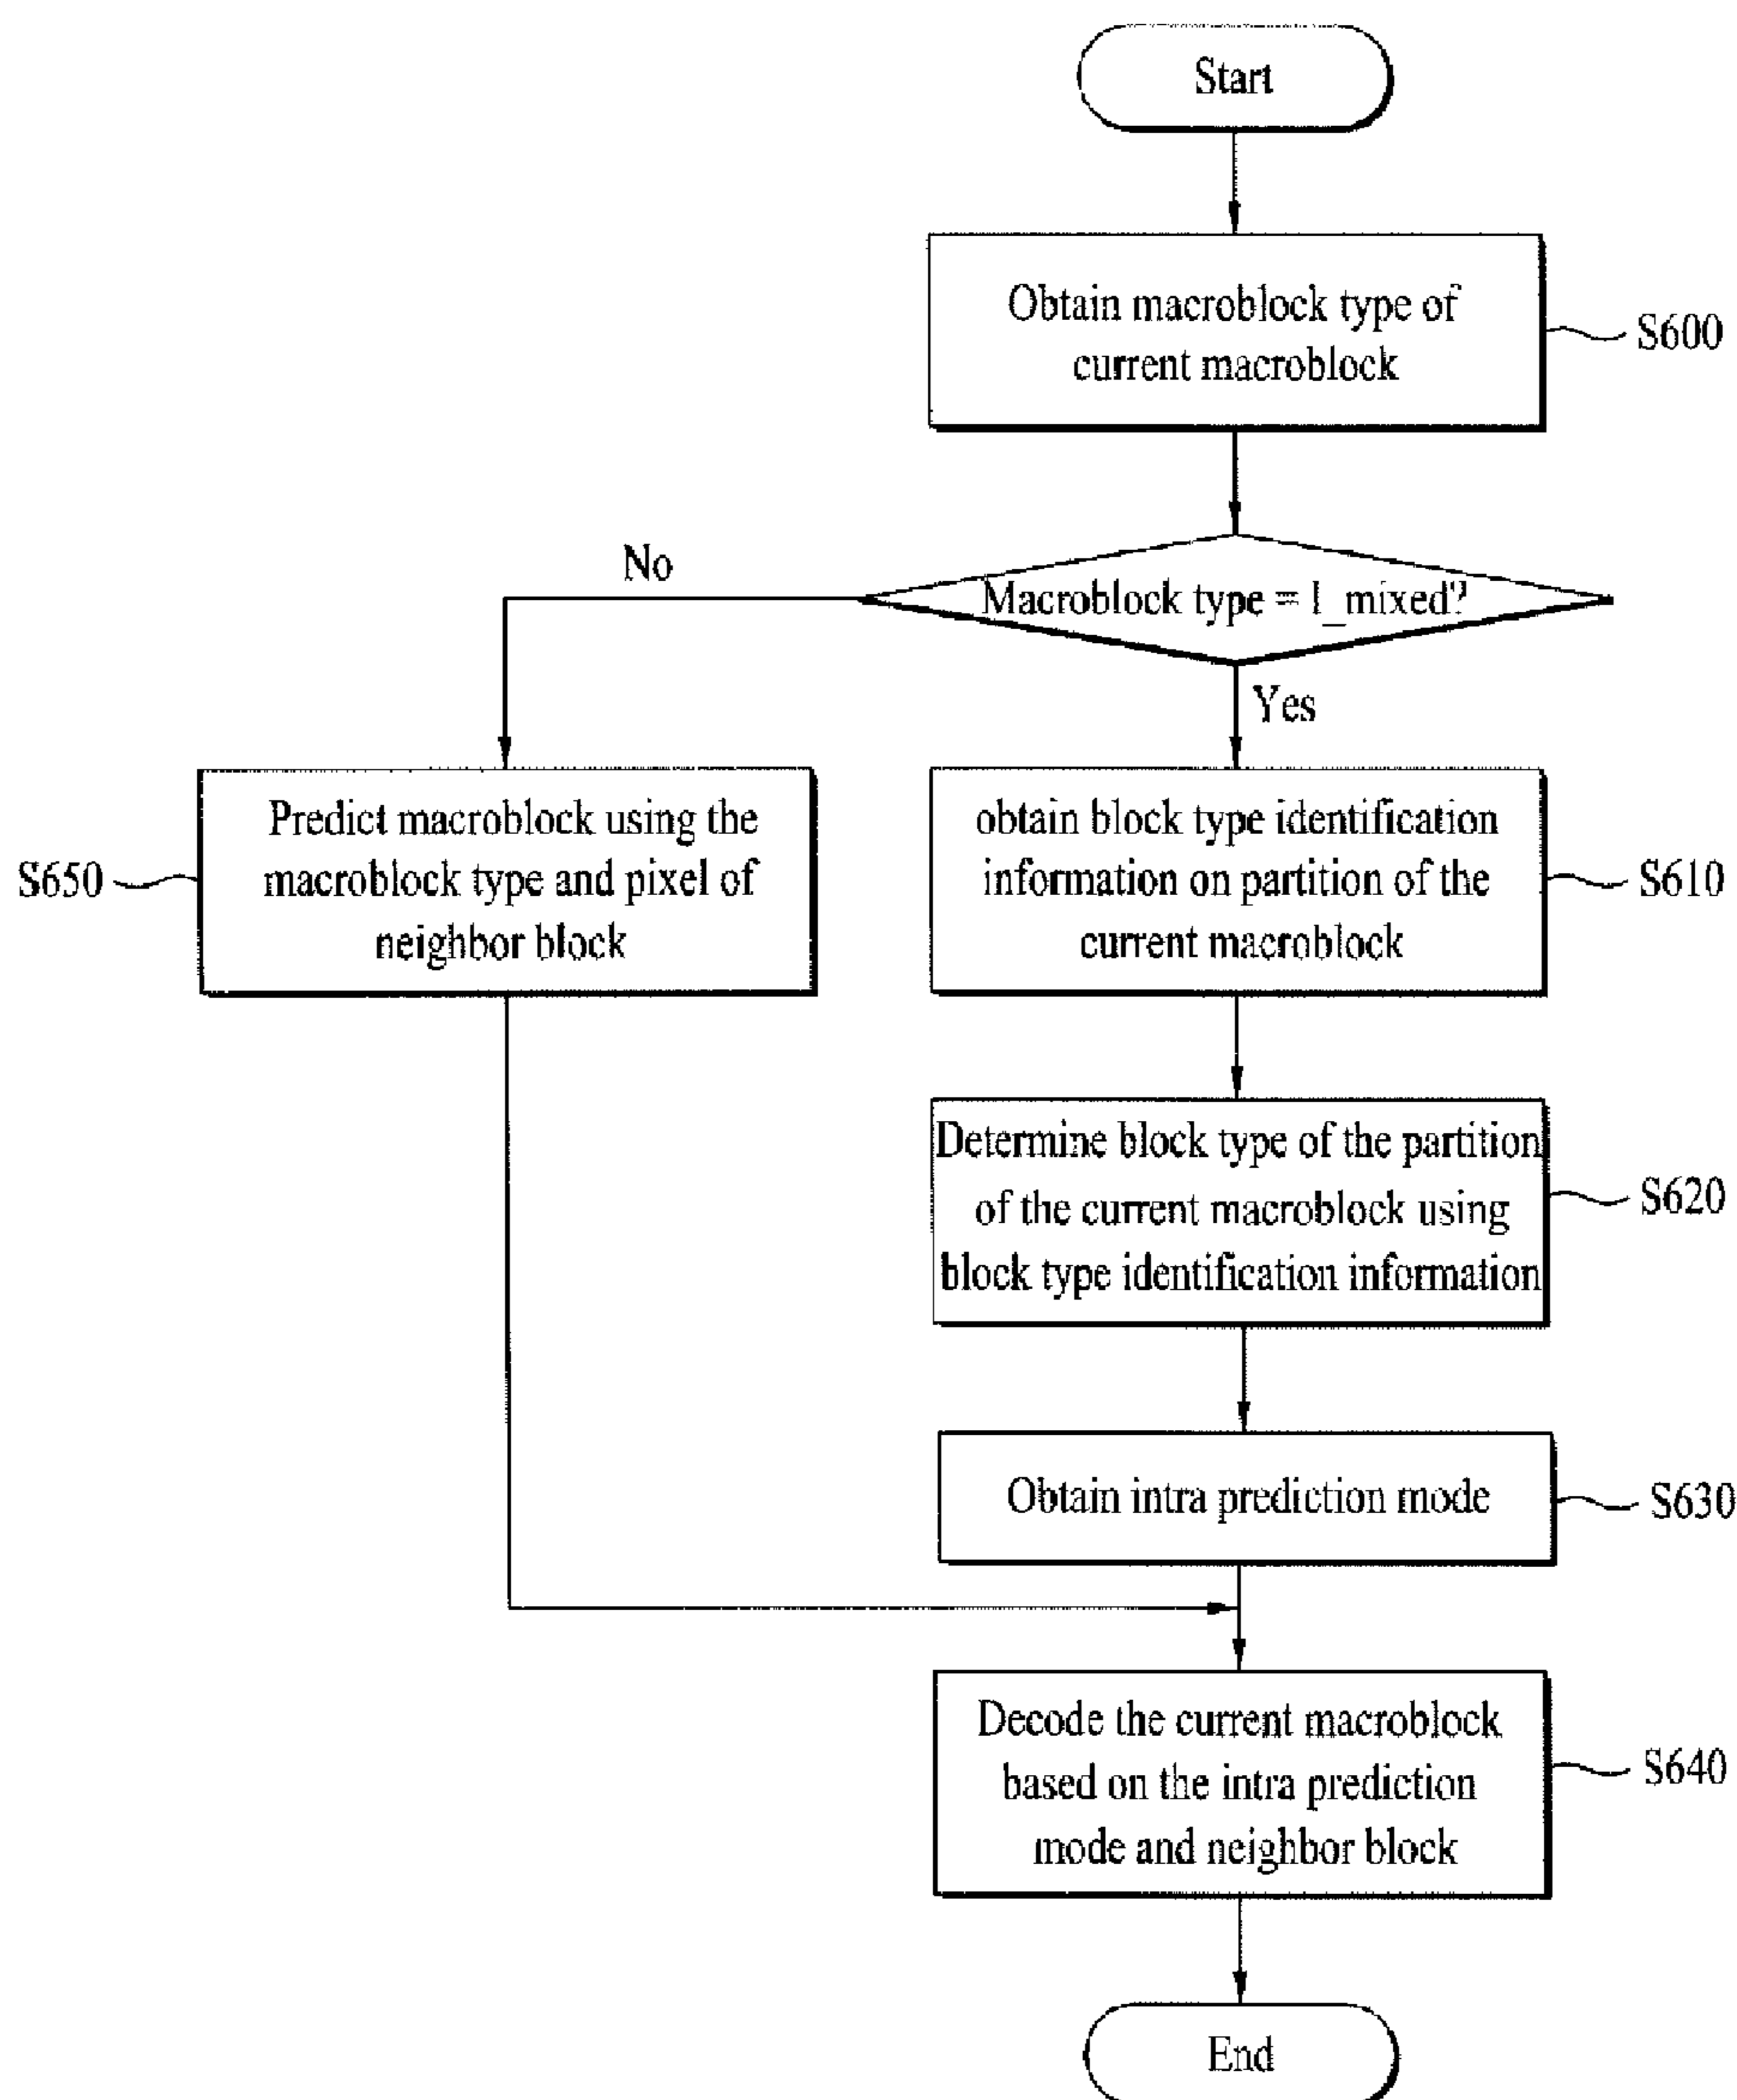 Start
Obtain macroblock type of
current macroblock
S600
Macroblock type = I_mixed?
No
Yes
Predict macroblock using the
macroblock type and pixel of
neighbor block
S650
obtain block type identification
information on partition of the
current macroblock
S610
Determine block type of the partition
of the current macroblock using
block type identification information
S620
Obtain intra prediction mode
S630
Decode the current macroblock
based on the intra prediction
mode and neighbor block
S640
End